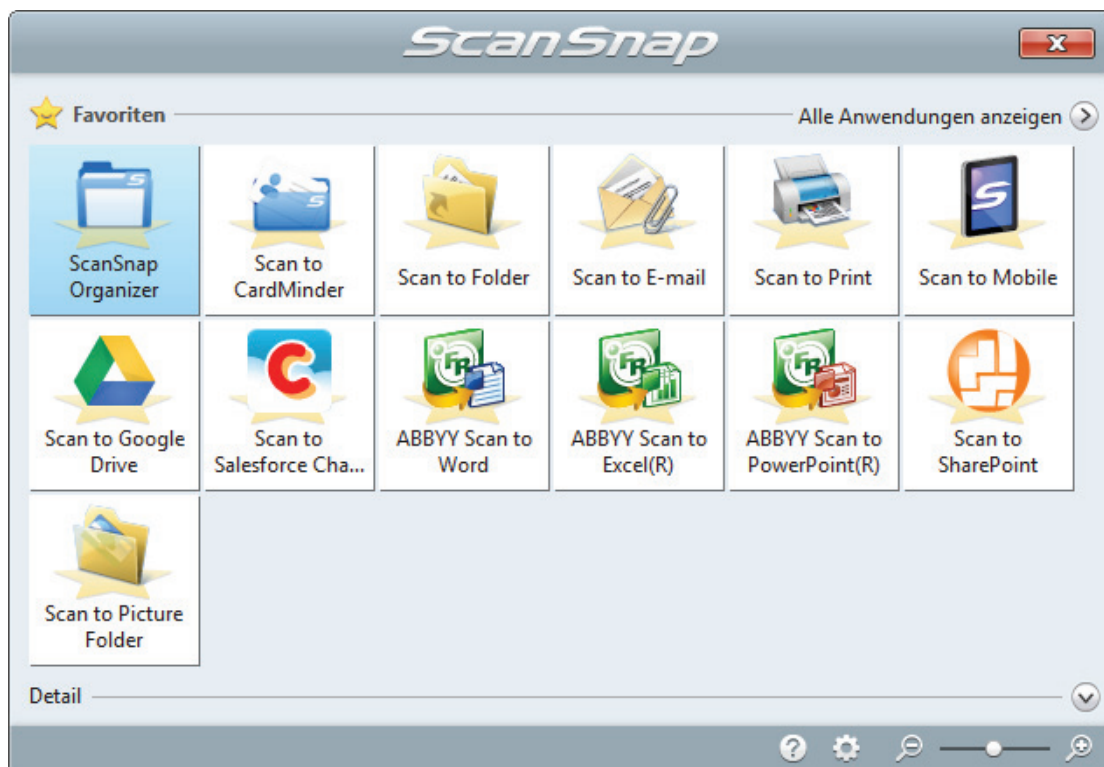 ScanSnap
Favoriten
Alle Anwendungen anzeigen
ScanSnap
Organizer
Scan to
CardMinder
Scan to Folder
Scan to E-mail
Scan to Print
Scan to Mobile
Scan to Google
Drive
Scan to
Salesforce Cha...
ABBYY Scan to
Word
ABBYY Scan to
Excel(R)
ABBYY Scan to
PowerPoint(R)
Scan to
SharePoint
Scan to Picture
Folder
Detail